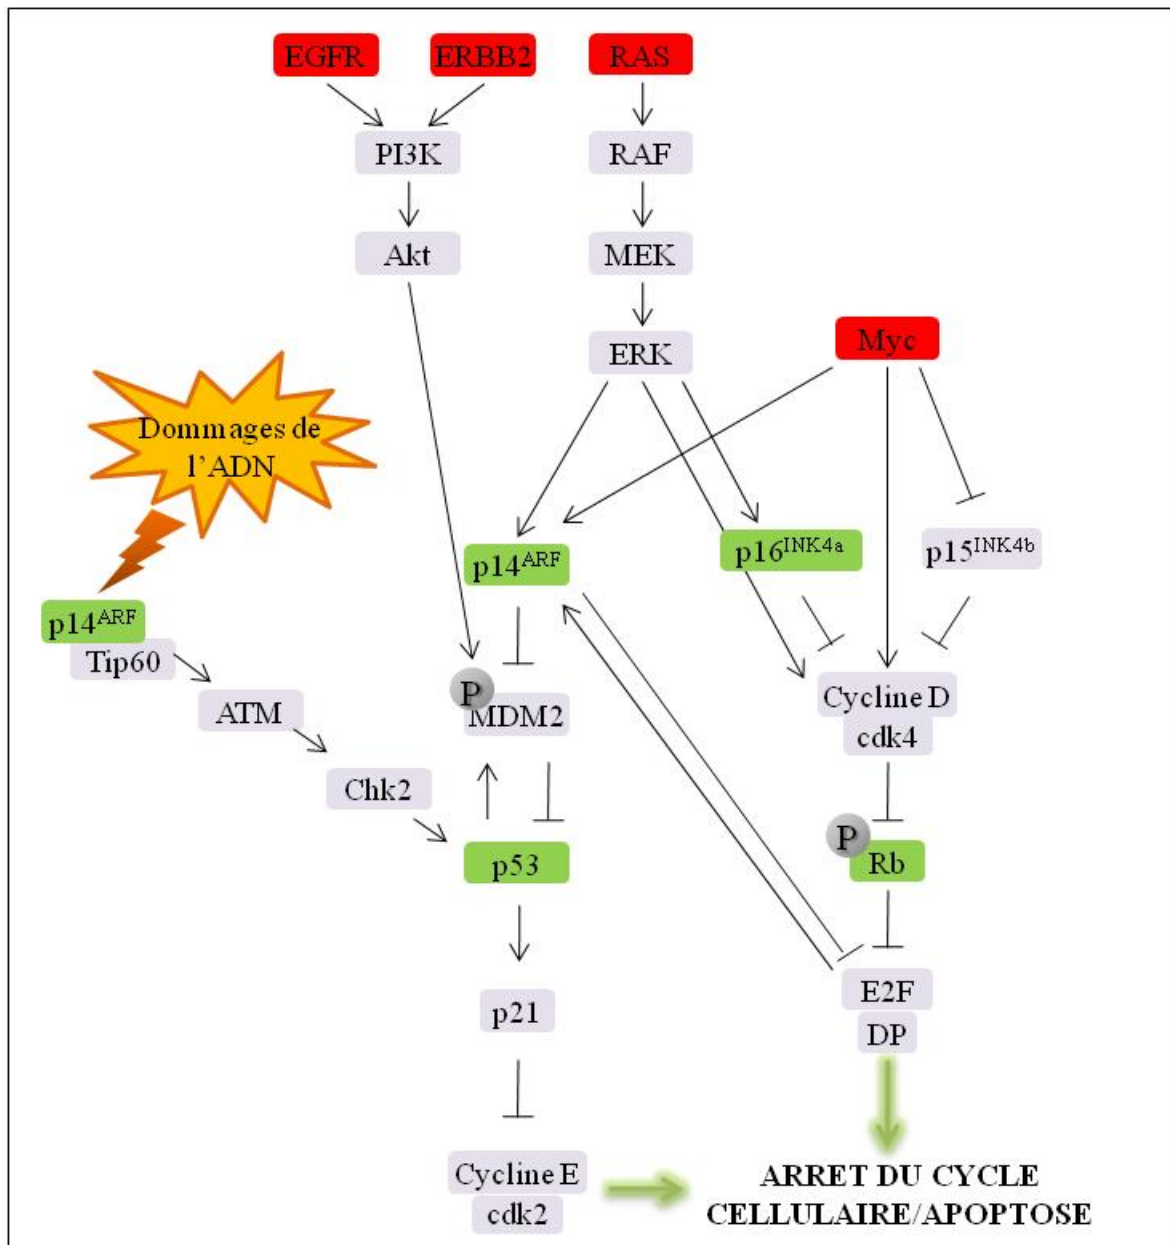 EGFR
ERBB2
RAS
PI3K
RAF
Akt
MEK
ERK
Myc
Dommages de
l'ADN
p14ARF
p16INK4a
p15INK4b
p14ARF
Tip60
ATM
P
MDM2
Cycline D
cdk4
Chk2
P
Rb
p53
E2F
DP
p21
Cycline E
cdk2
ARRET DU CYCLE
CELLULAIRE/APOPTOSE